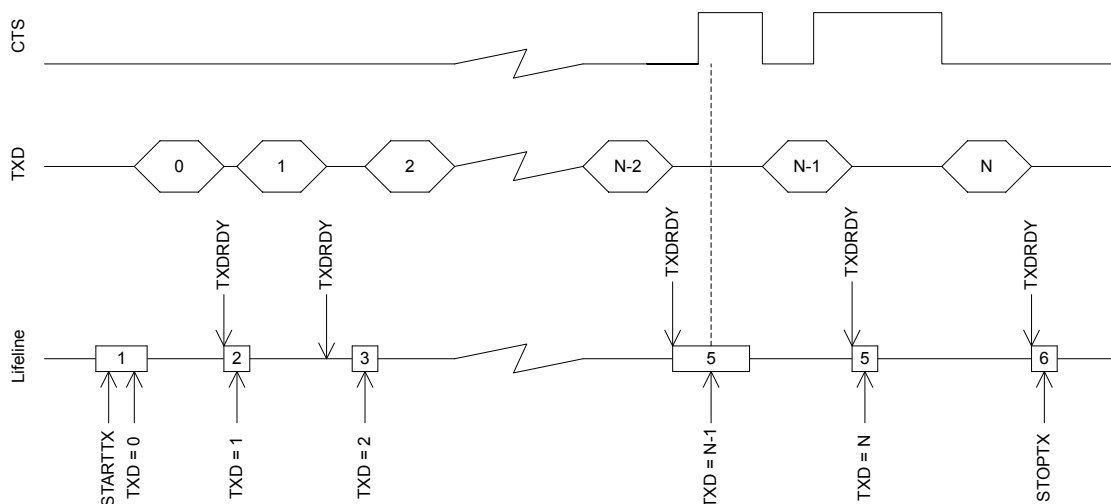 CTS
TXD
0
1
2
N-2
N-1
N
TXDRDY
TXDRDY
TXDRDY
TXDRDY
TXDRDY
Lifeline
1
2
3
5
5
6
STARTTX
TXD = 0
TXD = 1
TXD = 2
TXD = N-1
TXD = N
STOPTX